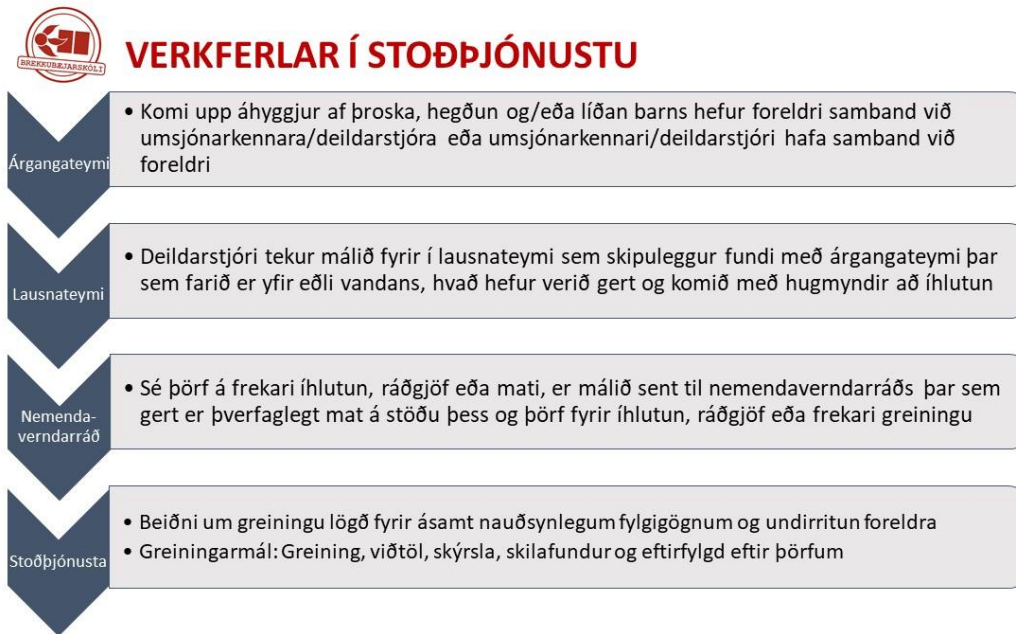 BREKKUBÆJARSKÓLI
VERKFERLAR Í STOÐÞJÓNUSTU
Árgangateymi
• Komi upp áhyggjur af þroska, hegðun og/eða líðan barns hefur foreldri samband við
umsjónarkennara/deildarstjóra eða umsjónarkennari/deildarstjóri hafa samband við
foreldri
Lausnateymi
• Deildarstjóri tekur málið fyrir í lausnateymi sem skipuleggur fundi með árgangateymi þar
sem farið er yfir eðli vandans, hvað hefur verið gert og komið með hugmyndir að íhlutun
Nemenda-
verndarráð
• Sé þörf á frekari íhlutun, ráðgjöf eða mati, er málið sent til nemendaverndarráðs þar sem
gert er þverfaglegt mat á stöðu þess og þörf fyrir íhlutun, ráðgjöf eða frekari greiningu
Stoðþjónusta
• Beiðni um greiningu lögð fyrir ásamt nauðsynlegum fylgigögnum og undirritun foreldra
• Greiningarmál: Greining, viðtöl, skýrsla, skilafundur og eftirfylgd eftir þörfum